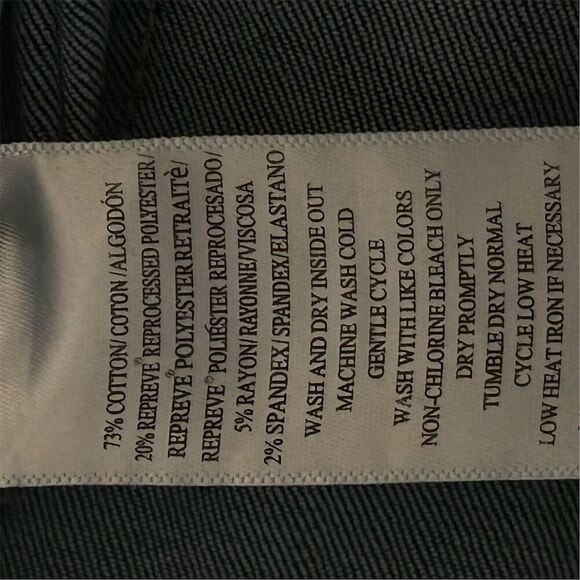 73% COTTON/ COTON /ALGODÓN
20% REPREVE® REPROCESSED POLYESTER/
REPREVE® POLYESTER RETRAITÈ/
REPREVE® POLIÉSTER REPROCESADO/
5% RAYON/RAYONNE/VISCOSA
2% SPANDEX/ SPANDEX/ELASTANO
WASH AND DRY INSIDE OUT
MACHINE WASH COLD
GENTLE CYCLE
WASH WITH LIKE COLORS
NON-CHLORINE BLEACH ONLY
DRY PROMPTLY
TUMBLE DRY NORMAL
CYCLE LOW HEAT
LOW HEAT IRON IF NECESSARY